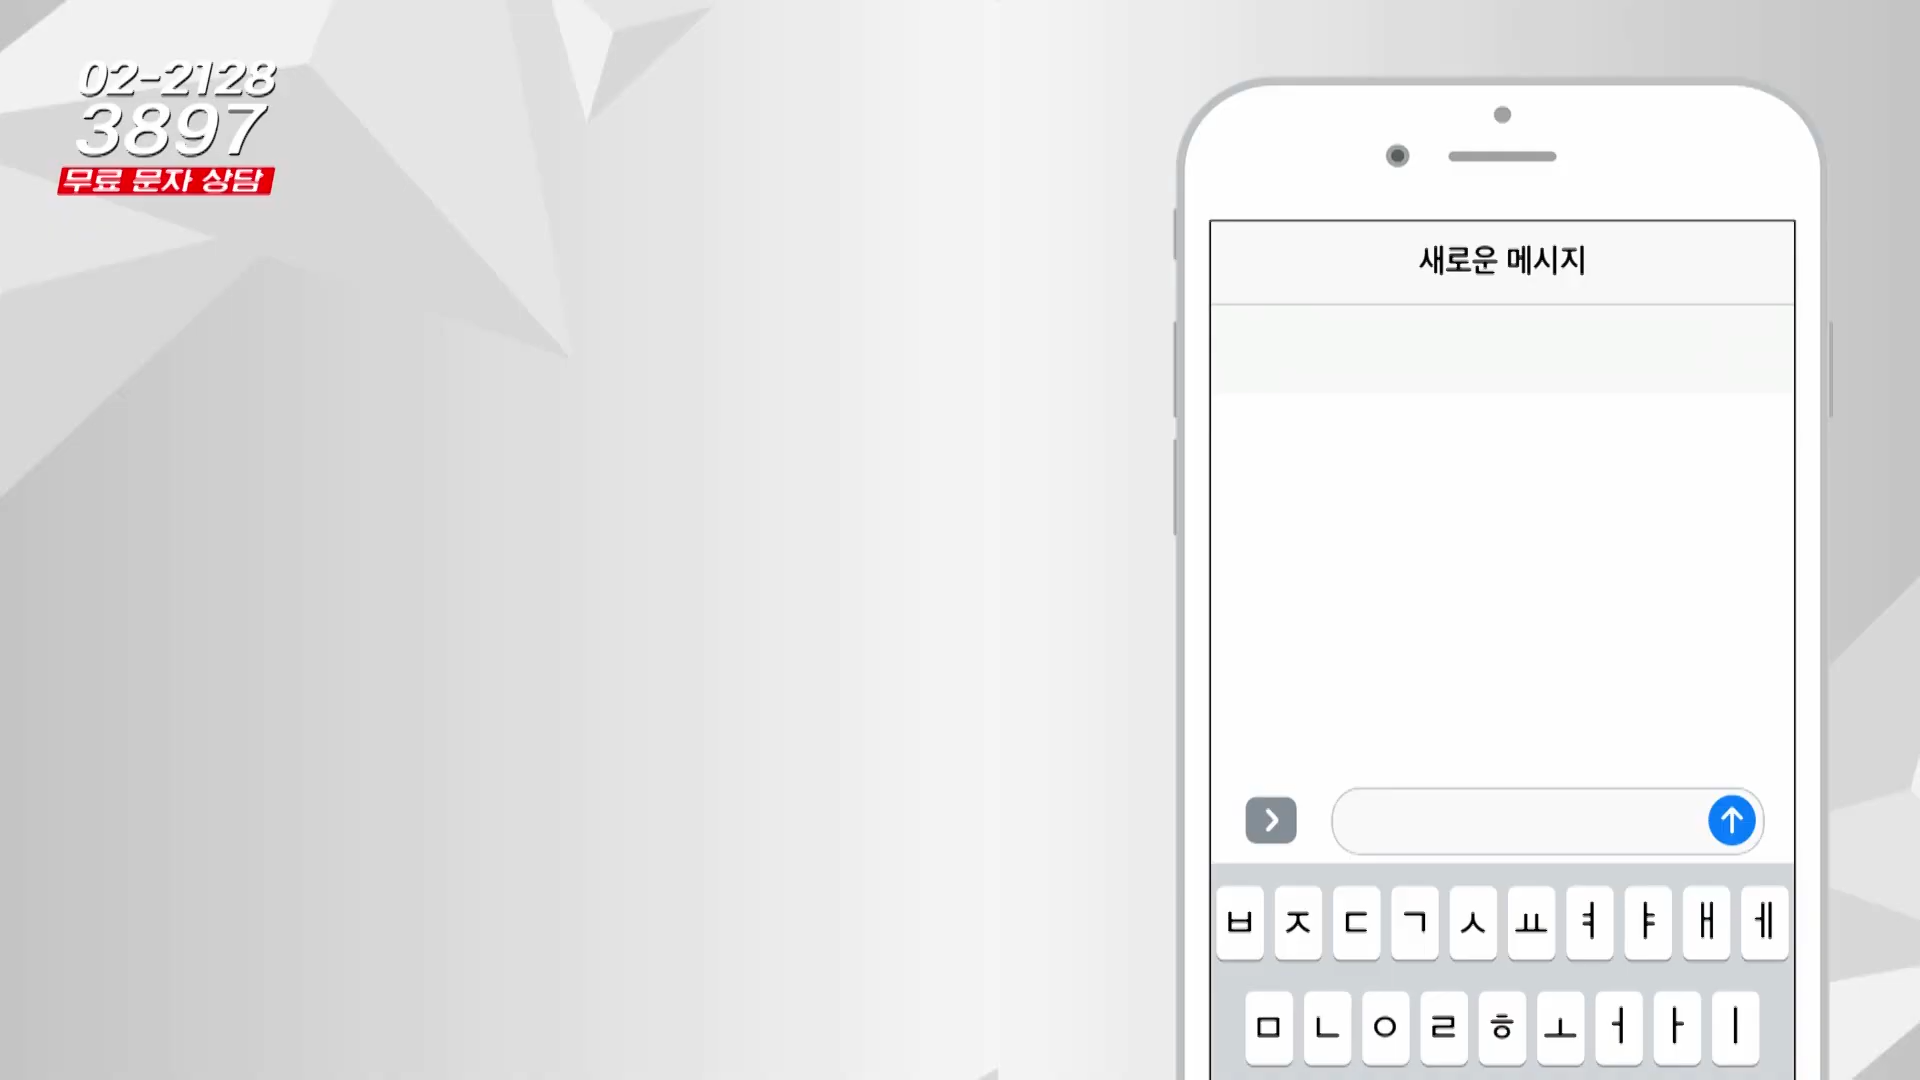 02-2128
3897
무료 문자 상담
새로운 메시지
ㅂ ㅈ ㄷ ㄱ ㅅ ㅛ ㅕ ㅑ ㅐ ㅔ
ㅁ ㄴ ㅇ ㄹ ㅎ ㅗ ㅓ ㅏ ㅣ